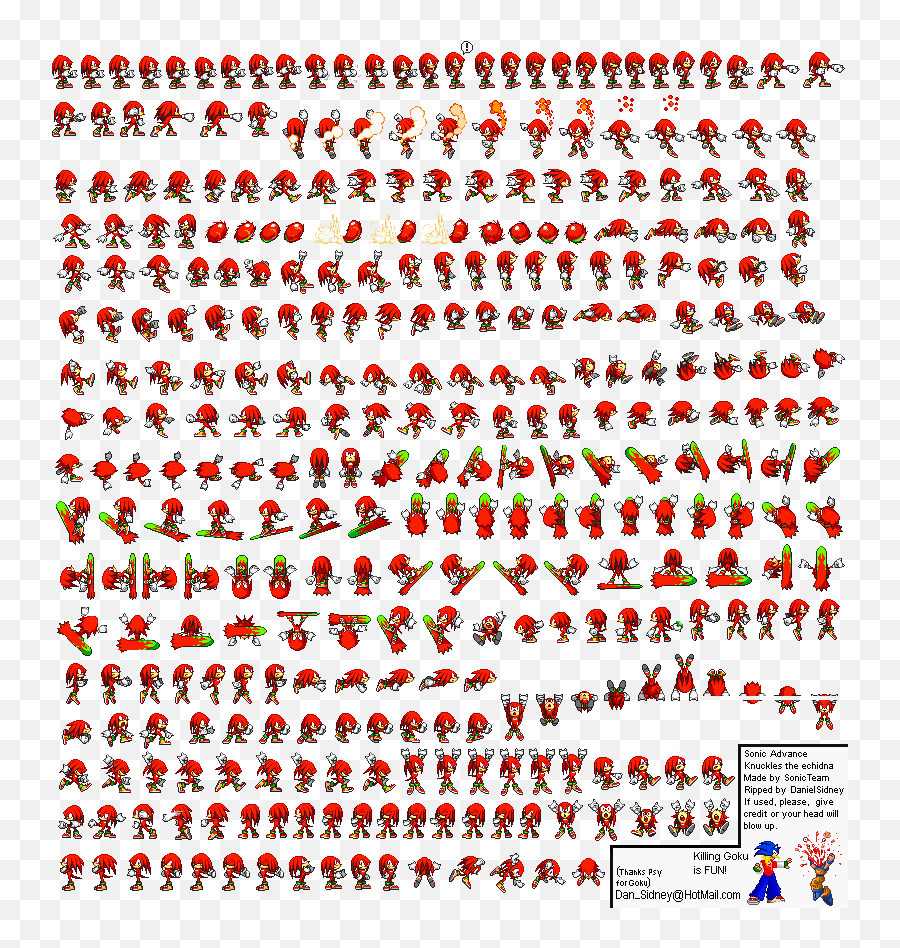 !
Sonic Advance
Knuckles the echidna
Made by SonicTeam
Ripped by DanielSidney
If used, please, give
credit or your head will
blow up.
Killing Goku
is FUN!
(Thanks Psy
for Goku)
Dan_Sidney@HotMail.com